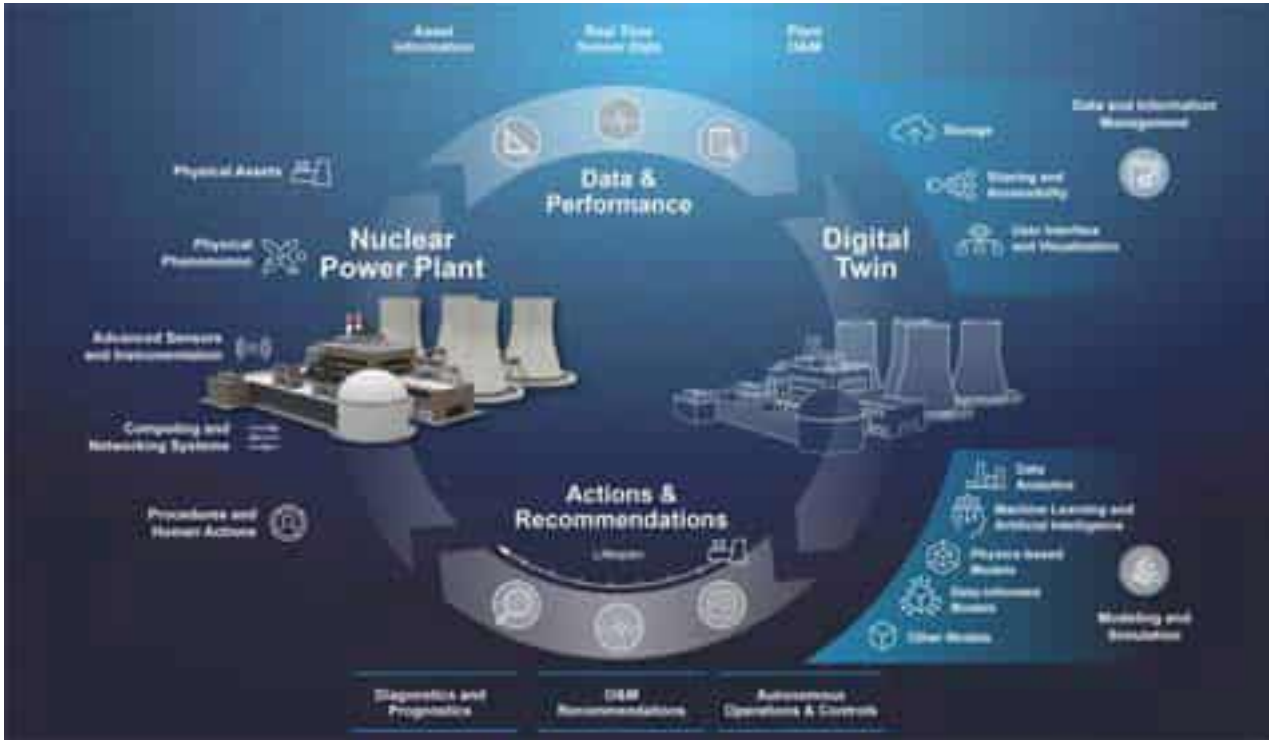 Asset
Information
Real Time
Sensor Data
Plant
O&M
Data and Information
Management
Storage
Sharing and
Accessibility
User Interface
and Visualization
Physical Assets
Data &
Performance
Nuclear
Power Plant
Digital
Twin
Physical
Phenomenon
Advanced Sensors
and Instrumentation
Computing and
Networking Systems
Procedures and
Human Actions
Actions &
Recommendations
Lifespan
Data
Analytics
Machine Learning and
Artificial Intelligence
Physics-based
Models
Data-Informed
Models
Other Models
Modeling and
Simulation
Diagnostics and
Prognostics
O&M
Recommendations
Autonomous
Operations & Controls